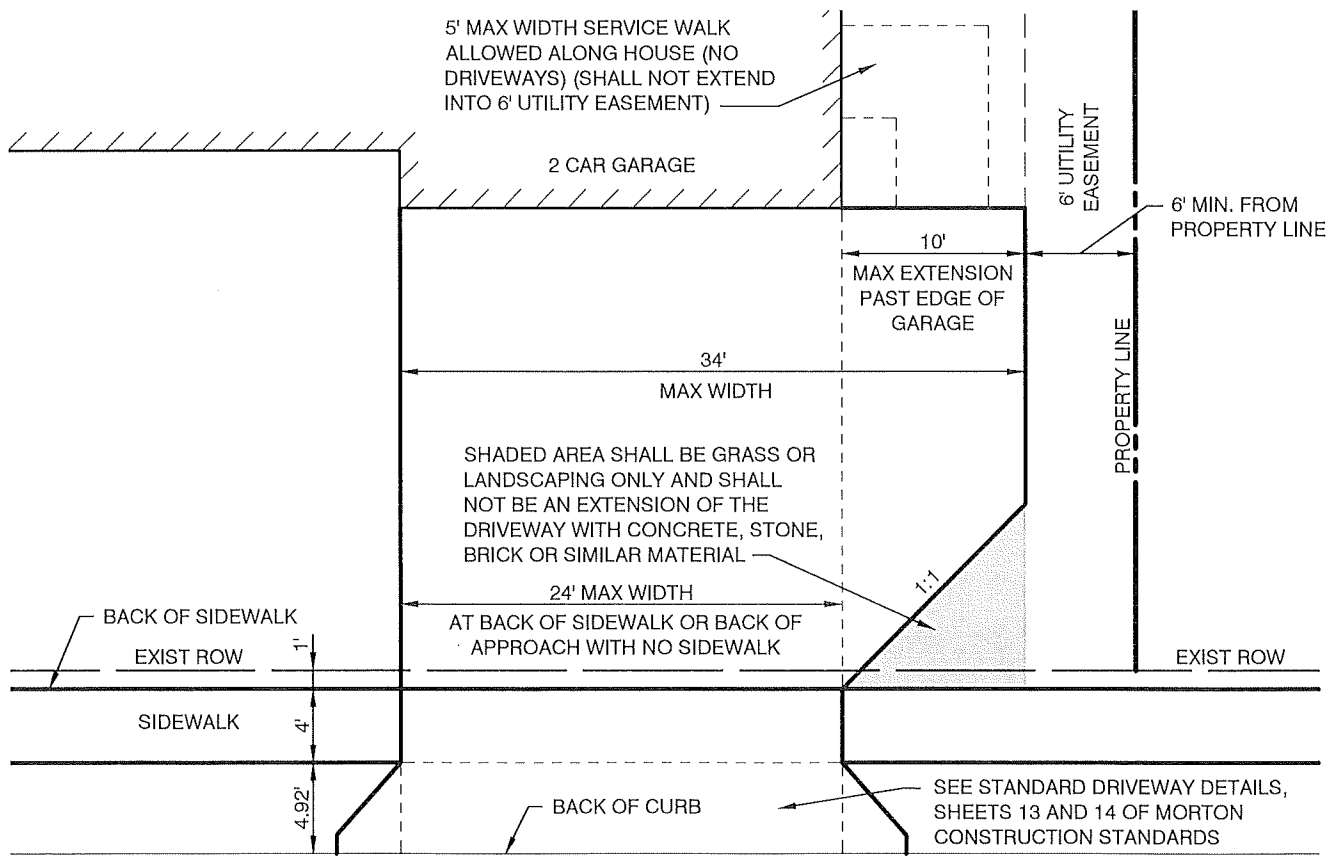 5' MAX WIDTH SERVICE WALK
ALLOWED ALONG HOUSE (NO
DRIVEWAYS) (SHALL NOT EXTEND
INTO 6' UTILITY EASEMENT)
2 CAR GARAGE
6' UITILITY
EASEMENT
6' MIN. FROM
PROPERTY LINE
10'
MAX EXTENSION
PAST EDGE OF
GARAGE
PROPERTY LINE
34'
MAX WIDTH
SHADED AREA SHALL BE GRASS OR
LANDSCAPING ONLY AND SHALL
NOT BE AN EXTENSION OF THE
DRIVEWAY WITH CONCRETE, STONE,
BRICK OR SIMILAR MATERIAL
1:1
24' MAX WIDTH
AT BACK OF SIDEWALK OR BACK OF
APPROACH WITH NO SIDEWALK
BACK OF SIDEWALK
1'
EXIST ROW
EXIST ROW
SIDEWALK
4'
4.92'
BACK OF CURB
SEE STANDARD DRIVEWAY DETAILS,
SHEETS 13 AND 14 OF MORTON
CONSTRUCTION STANDARDS